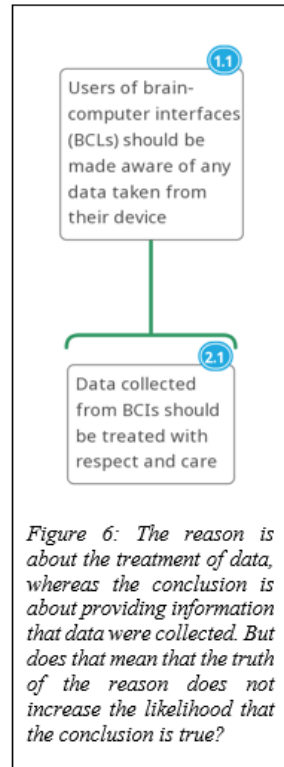 1.1
Users of brain-
computer interfaces
(BCLs) should be
made aware of any
data taken from
their device
2.1
Data collected
from BCIs should
be treated with
respect and care
Figure 6: The reason is
about the treatment of data,
whereas the conclusion is
about providing information
that data were collected. But
does that mean that the truth
of the reason does not
increase the likelihood that
the conclusion is true?